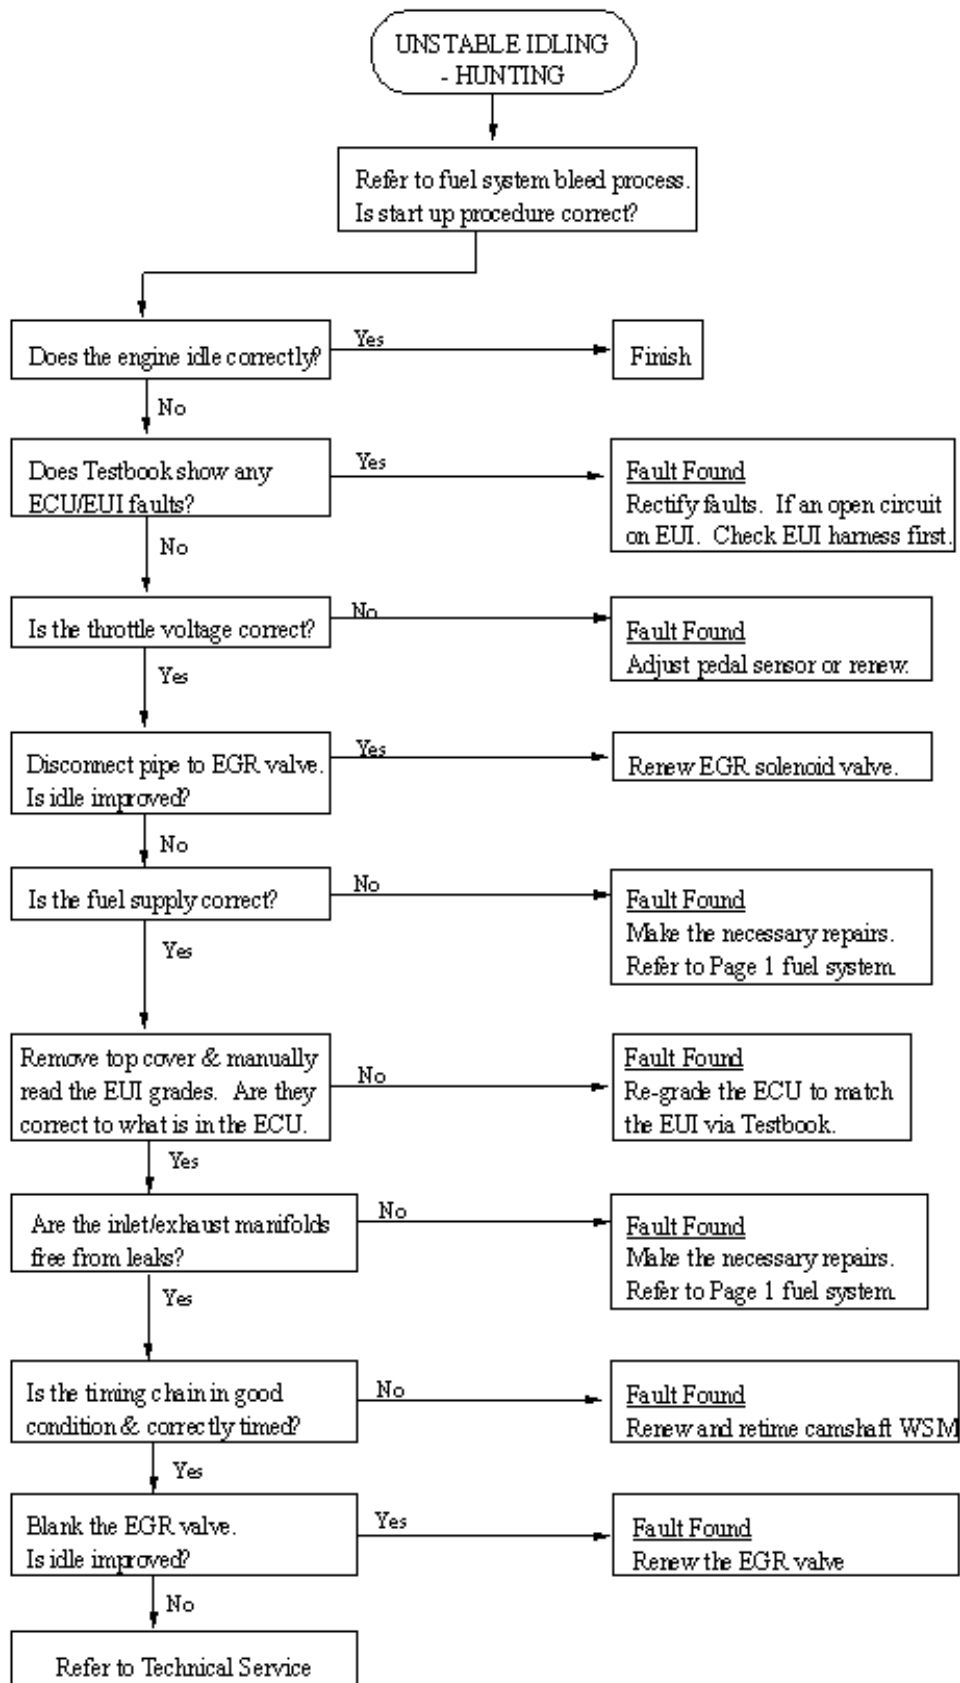 UNSTABLE IDLING
- HUNTING
Refer to fuel system bleed process.
Is start up procedure correct?
Does the engine idle correctly?
Yes
Finish
No
Does Testbook show any
ECU/EUI faults?
Yes
Fault Found
Rectify faults. If an open circuit
on EUI. Check EUI harness first.
No
Is the throttle voltage correct?
No
Fault Found
Adjust pedal sensor or renew.
Yes
Disconnect pipe to EGR valve.
Is idle improved?
Yes
Renew EGR solenoid valve.
No
Is the fuel supply correct?
No
Fault Found
Make the necessary repairs.
Refer to Page 1 fuel system.
Yes
Remove top cover & manually
read the EUI grades. Are they
correct to what is in the ECU.
No
Fault Found
Re-grade the ECU to match
the EUI via Testbook.
Yes
Are the inlet/exhaust manifolds
free from leaks?
No
Fault Found
Make the necessary repairs.
Refer to Page 1 fuel system.
Yes
Is the timing chain in good
condition & correctly timed?
No
Fault Found
Renew and retime camshaft WSM
Yes
Blank the EGR valve.
Is idle improved?
Yes
Fault Found
Renew the EGR valve
No
Refer to Technical Service